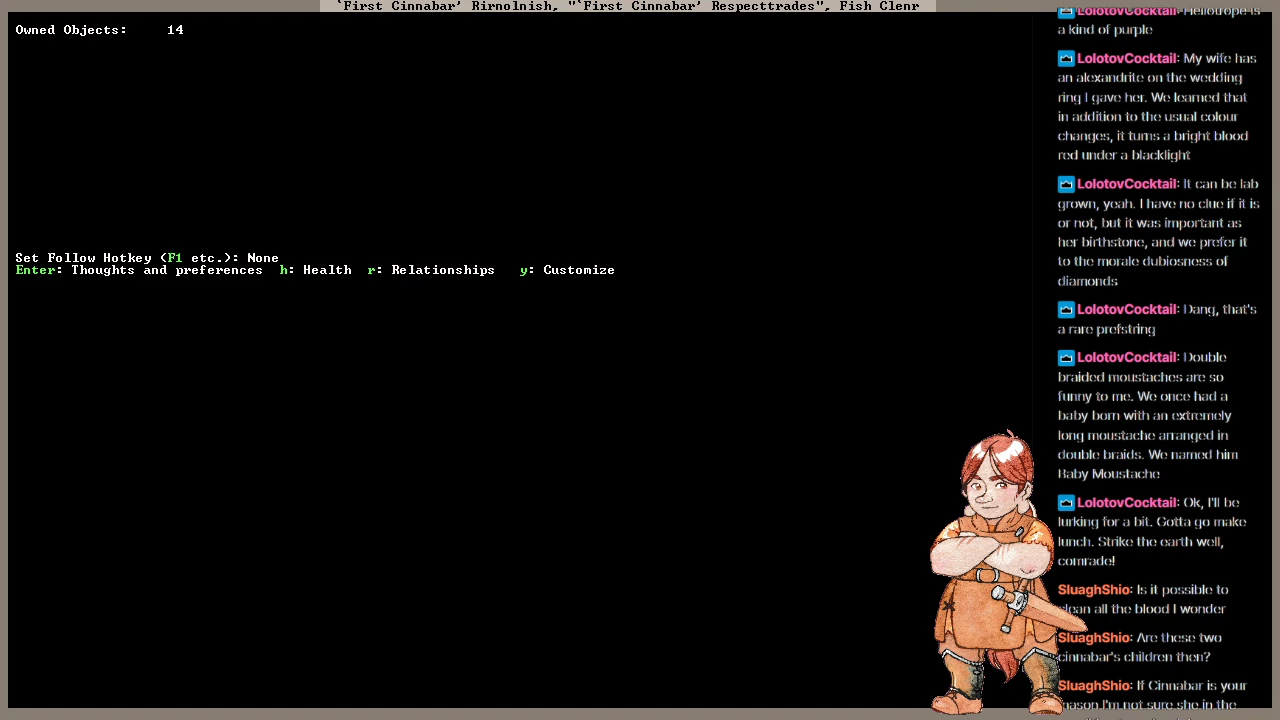 `First Cinnabar' Rirnolnish, "`First Cinnabar' Respecttrades", Fish Clenr
Owned Objects: 14
Set Follow Hotkey (F1 etc.): None
Enter: Thoughts and preferences h: Health r: Relationships y: Customize
LolotovCocktail: Heliotrope is
a kind of purple
LolotovCocktail: My wife has
an alexandrite on the wedding
ring I gave her. We learned that
in addition to the usual colour
changes, it turns a bright blood
red under a blacklight
LolotovCocktail: It can be lab
grown, yeah. I have no clue if it is
or not, but it was important as
her birthstone, and we prefer it
to the morale dubiosness of
diamonds
LolotovCocktail: Dang, that's
a rare prefstring
LolotovCocktail: Double
braided moustaches are so
funny to me. We once had a
baby born with an extremely
long moustache arranged in
double braids. We named him
Baby Moustache
LolotovCocktail: Ok, I'll be
lurking for a bit. Gotta go make
lunch. Strike the earth well,
comrade!
SluaghShio: Is it possible to
clean all the blood I wonder
SluaghShio: Are these two
cinnabar's children then?
SluaghShio: If Cinnabar is your
mason I'm not sure she in the